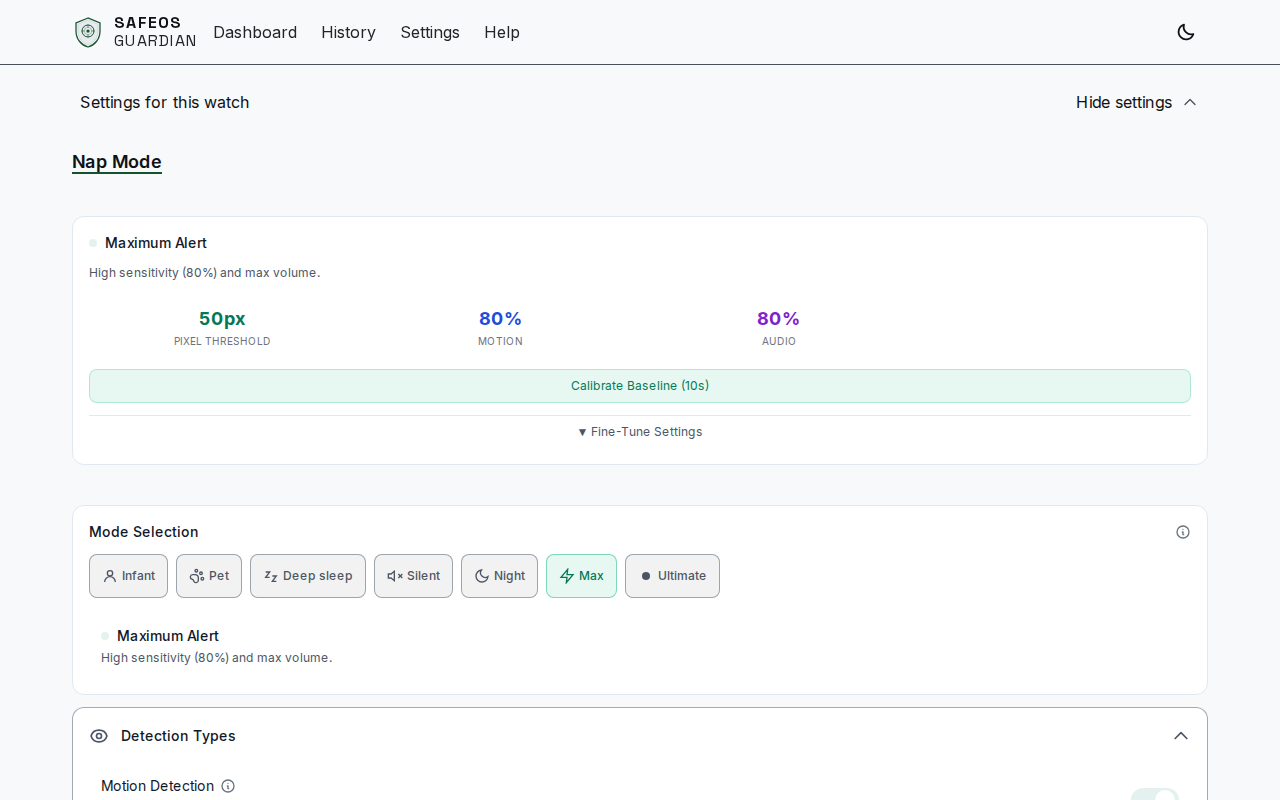 SAFEOS
GUARDIAN
Dashboard
History
Settings
Help
Settings for this watch
Hide settings
Nap Mode
Maximum Alert
High sensitivity (80%) and max volume.
50px
80%
80%
PIXEL THRESHOLD
MOTION
AUDIO
Calibrate Baseline (10s)
▼ Fine-Tune Settings
Mode Selection
Infant
Pet
Deep sleep
Silent
Night
Max
Ultimate
Maximum Alert
High sensitivity (80%) and max volume.
Detection Types
Motion Detection